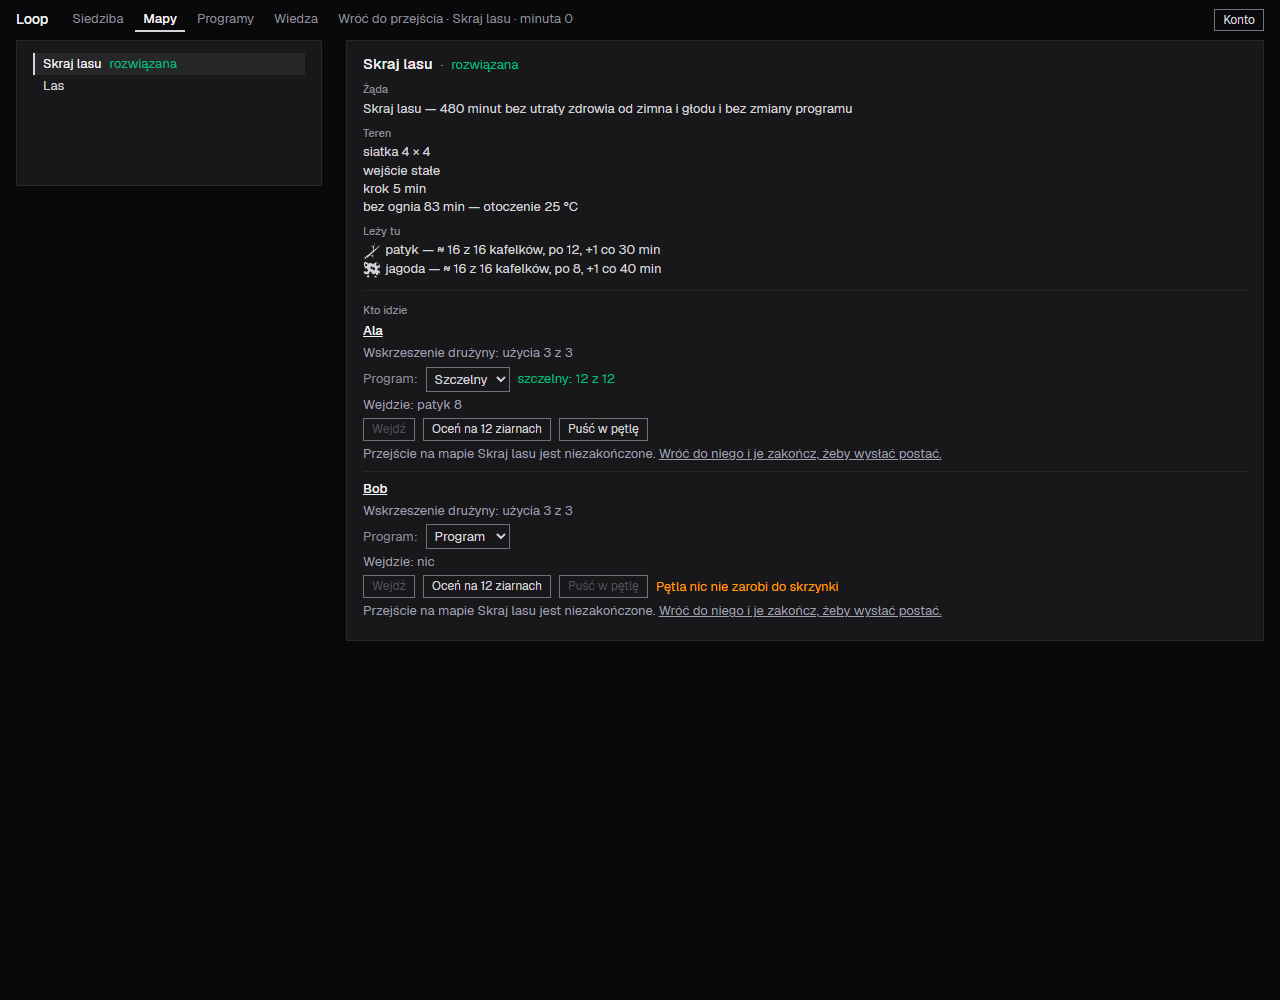 Loop Siedziba Mapy Programy Wiedza Wróć do przejścia · Skraj lasu · minuta 0 Konto
Skraj lasu rozwiązana
Las
Skraj lasu · rozwiązana
Żąda
Skraj lasu — 480 minut bez utraty zdrowia od zimna i głodu i bez zmiany programu
Teren
siatka 4 × 4
wejście stałe
krok 5 min
bez ognia 83 min — otoczenie 25 °C
Leży tu
patyk — ≈ 16 z 16 kafelków, po 12, +1 co 30 min
jagoda — ≈ 16 z 16 kafelków, po 8, +1 co 40 min
Kto idzie
Ala
Wskrzeszenie drużyny: użycia 3 z 3
Program: Szczelny szczelny: 12 z 12
Wejdzie: patyk 8
Wejdź Oceń na 12 ziarnach Puść w pętlę
Przejście na mapie Skraj lasu jest niezakończone. Wróć do niego i je zakończ, żeby wysłać postać.
Bob
Wskrzeszenie drużyny: użycia 3 z 3
Program: Program
Wejdzie: nic
Wejdź Oceń na 12 ziarnach Puść w pętlę Pętla nic nie zarobi do skrzynki
Przejście na mapie Skraj lasu jest niezakończone. Wróć do niego i je zakończ, żeby wysłać postać.